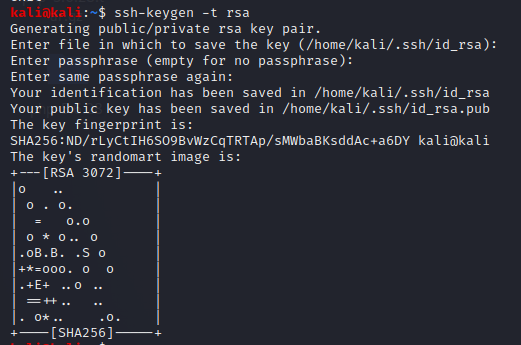 kali@kali:~$ ssh-keygen -t rsa
Generating public/private rsa key pair.
Enter file in which to save the key (/home/kali/.ssh/id_rsa):
Enter passphrase (empty for no passphrase):
Enter same passphrase again:
Your identification has been saved in /home/kali/.ssh/id_rsa
Your public key has been saved in /home/kali/.ssh/id_rsa.pub
The key fingerprint is:
SHA256:ND/rLyCtIH6SO9BvWzCqTRTAp/sMWbaBKsddAc+a6DY kali@kali
The key's randomart image is:
+---[RSA 3072]----+
|o   ..           |
| o . o.          |
|  =   o.o        |
| o * o.. o       |
|.oB.B. .S o      |
|+*=ooo. o  o     |
|.+E+ ..o ..      |
| ==++..  ..      |
|. o*..    .o.    |
+----[SHA256]-----+